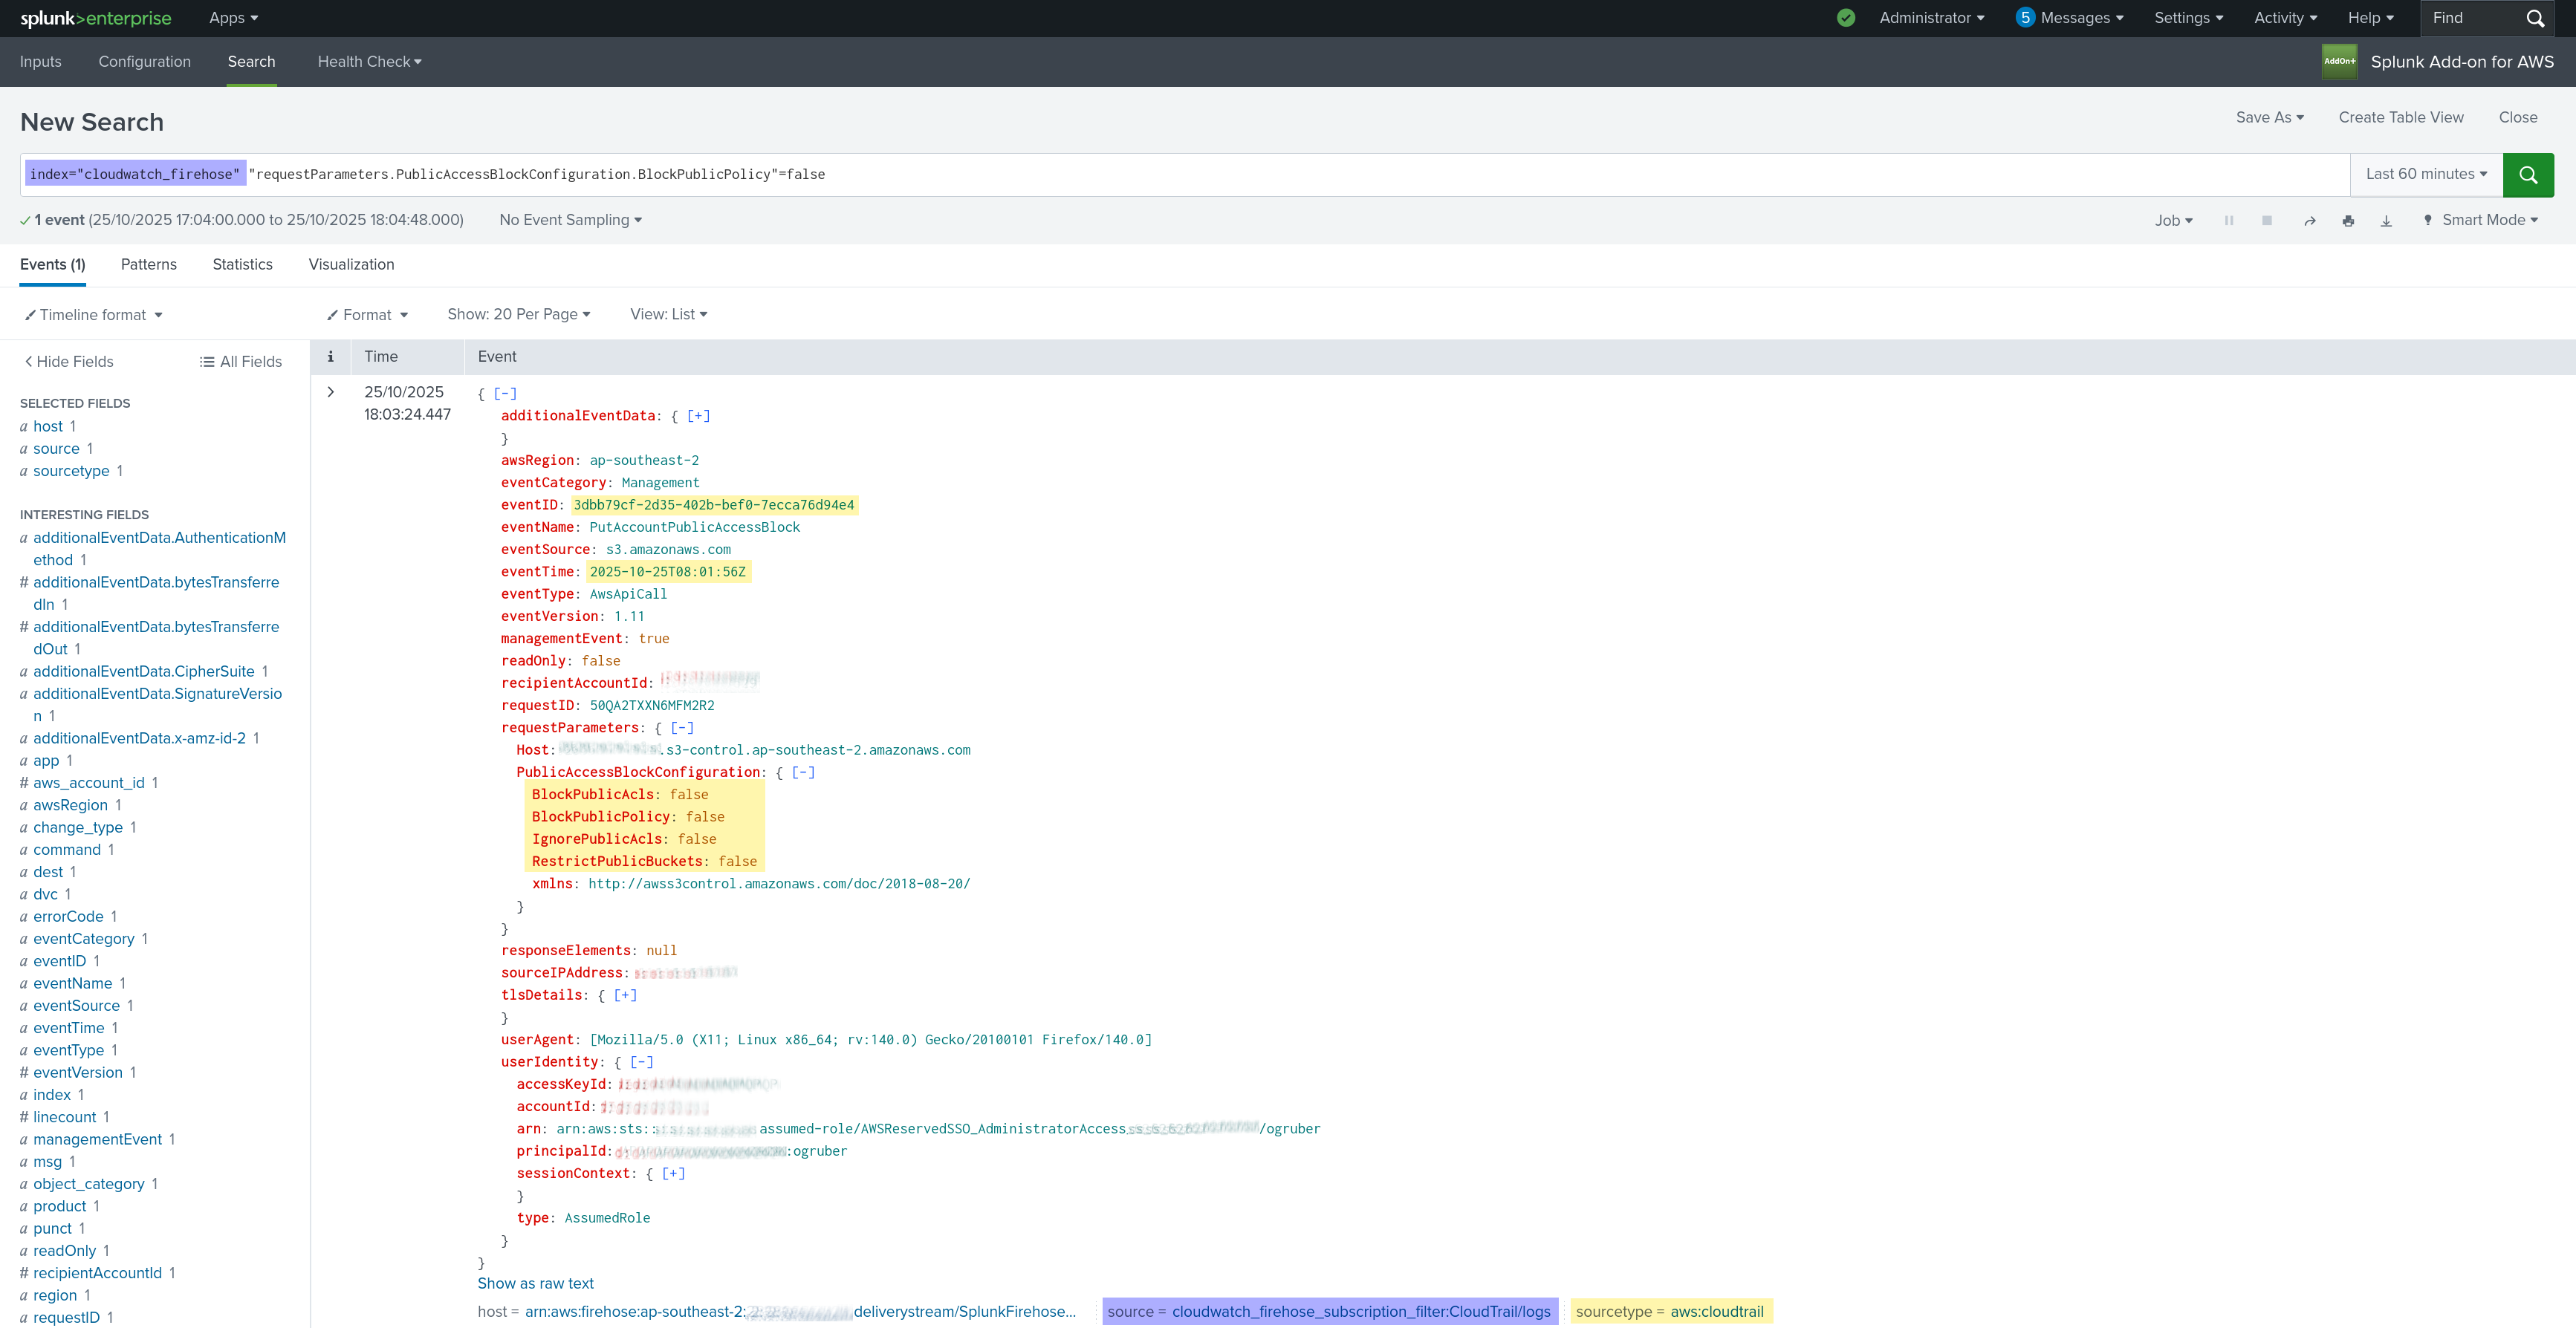 splunk>enterprise Apps Administrator 5 Messages Settings Activity Help Find
Inputs Configuration Search Health Check AddOn+ Splunk Add-on for AWS
New Search Save As Create Table View Close
index="cloudwatch_firehose" "requestParameters.PublicAccessBlockConfiguration.BlockPublicPolicy"=false Last 60 minutes
1 event (25/10/2025 17:04:00.000 to 25/10/2025 18:04:48.000) No Event Sampling Job Smart Mode
Events (1) Patterns Statistics Visualization
Timeline format Format Show: 20 Per Page View: List
Hide Fields All Fields
SELECTED FIELDS
a host 1
a source 1
a sourcetype 1
INTERESTING FIELDS
a additionalEventData.AuthenticationM
ethod 1
# additionalEventData.bytesTransferre
dIn 1
# additionalEventData.bytesTransferre
dOut 1
a additionalEventData.CipherSuite 1
a additionalEventData.SignatureVersio
n 1
a additionalEventData.x-amz-id-2 1
a app 1
# aws_account_id 1
a awsRegion 1
a change_type 1
a command 1
a dest 1
a dvc 1
a errorCode 1
a eventCategory 1
a eventID 1
a eventName 1
a eventSource 1
a eventTime 1
a eventType 1
# eventVersion 1
a index 1
# linecount 1
a managementEvent 1
a msg 1
a object_category 1
a product 1
a punct 1
a readOnly 1
# recipientAccountId 1
a region 1
a requestID 1
i Time Event
25/10/2025
18:03:24.447
{ [-]
additionalEventData: { [+]
}
awsRegion: ap-southeast-2
eventCategory: Management
eventID: 3dbb79cf-2d35-402b-bef0-7ecca76d94e4
eventName: PutAccountPublicAccessBlock
eventSource: s3.amazonaws.com
eventTime: 2025-10-25T08:01:56Z
eventType: AwsApiCall
eventVersion: 1.11
managementEvent: true
readOnly: false
recipientAccountId:
requestID: 50QA2TXXN6MFM2R2
requestParameters: { [-]
Host: .s3-control.ap-southeast-2.amazonaws.com
PublicAccessBlockConfiguration: { [-]
BlockPublicAcls: false
BlockPublicPolicy: false
IgnorePublicAcls: false
RestrictPublicBuckets: false
xmlns: http://awss3control.amazonaws.com/doc/2018-08-20/
}
}
responseElements: null
sourceIPAddress:
tlsDetails: { [+]
}
userAgent: [Mozilla/5.0 (X11; Linux x86_64; rv:140.0) Gecko/20100101 Firefox/140.0]
userIdentity: { [-]
accessKeyId:
accountId:
arn: arn:aws:sts:: assumed-role/AWSReservedSSO_AdministratorAccess /ogruber
principalId: :ogruber
sessionContext: { [+]
}
type: AssumedRole
}
}
Show as raw text
host = arn:aws:firehose:ap-southeast-2: deliverystream/SplunkFirehose... source = cloudwatch_firehose_subscription_filter:CloudTrail/logs sourcetype = aws:cloudtrail